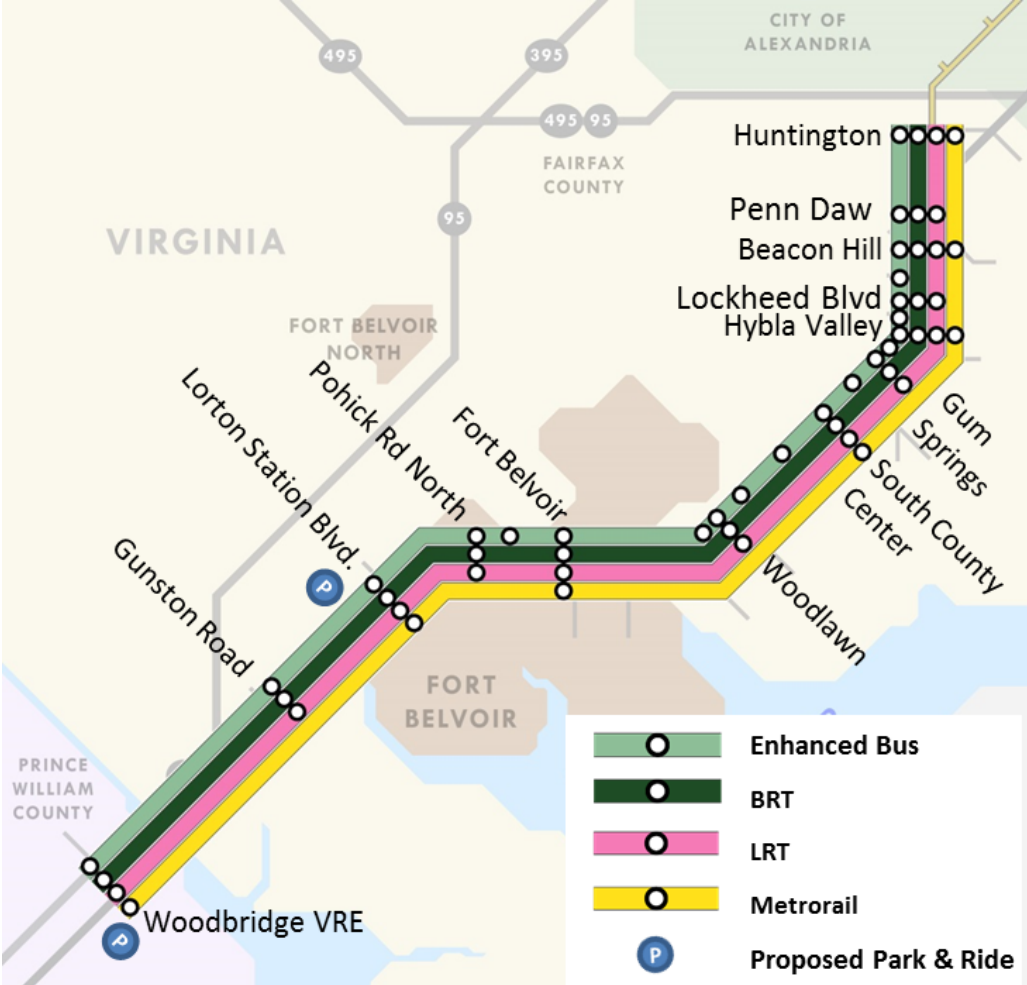 CITY OF
ALEXANDRIA
495
395
495
95
Huntington
FAIRFAX
COUNTY
Penn Daw
95
VIRGINIA
Beacon Hill
Lockheed Blvd
Hybla Valley
FORT BELVOIR
NORTH
Pohick Rd North
Lorton Station Blvd.
Fort Belvoir
Gum
Springs
South County
Center
Gunston Road
P
Woodlawn
FORT
BELVOIR
PRINCE
WILLIAM
COUNTY
Woodbridge VRE
P
Enhanced Bus
BRT
LRT
Metrorail
P
Proposed Park & Ride